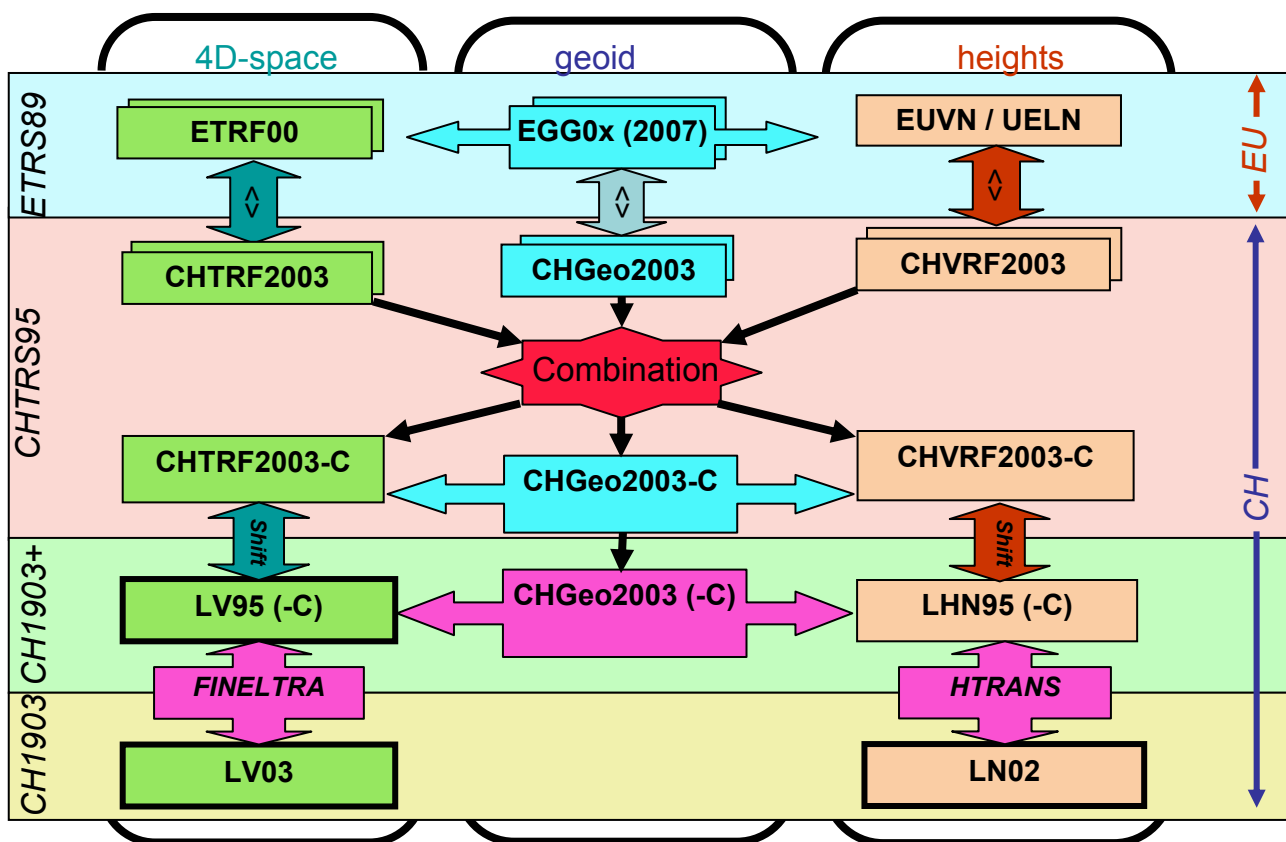 4D-space
geoid
heights
ETRS89
ETRF00
EGG0x (2007)
EUVN / UELN
EU
<>
<>
<>
CHTRS95
CHTRF2003
CHGeo2003
CHVRF2003
Combination
CHTRF2003-C
CHGeo2003-C
CHVRF2003-C
CH
Shift
Shift
CH1903+
LV95 (-C)
CHGeo2003 (-C)
LHN95 (-C)
FINELTRA
HTRANS
CH1903
LV03
LN02